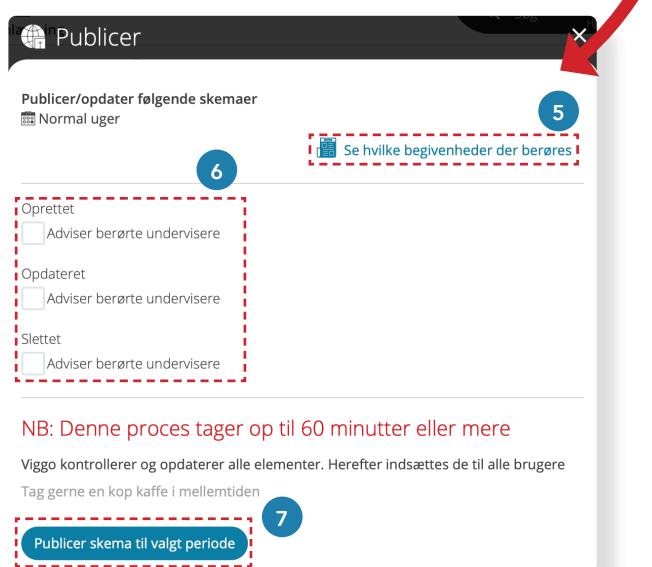 Publicer
Publicer/opdater følgende skemaer
Normal uger
5
Se hvilke begivenheder der berøres
6
Oprettet
Adviser berørte undervisere
Opdateret
Adviser berørte undervisere
Slettet
Adviser berørte undervisere
NB: Denne proces tager op til 60 minutter eller mere
Viggo kontrollerer og opdaterer alle elementer. Herefter indsættes de til alle brugere
Tag gerne en kop kaffe i mellemtiden
7
Publicer skema til valgt periode